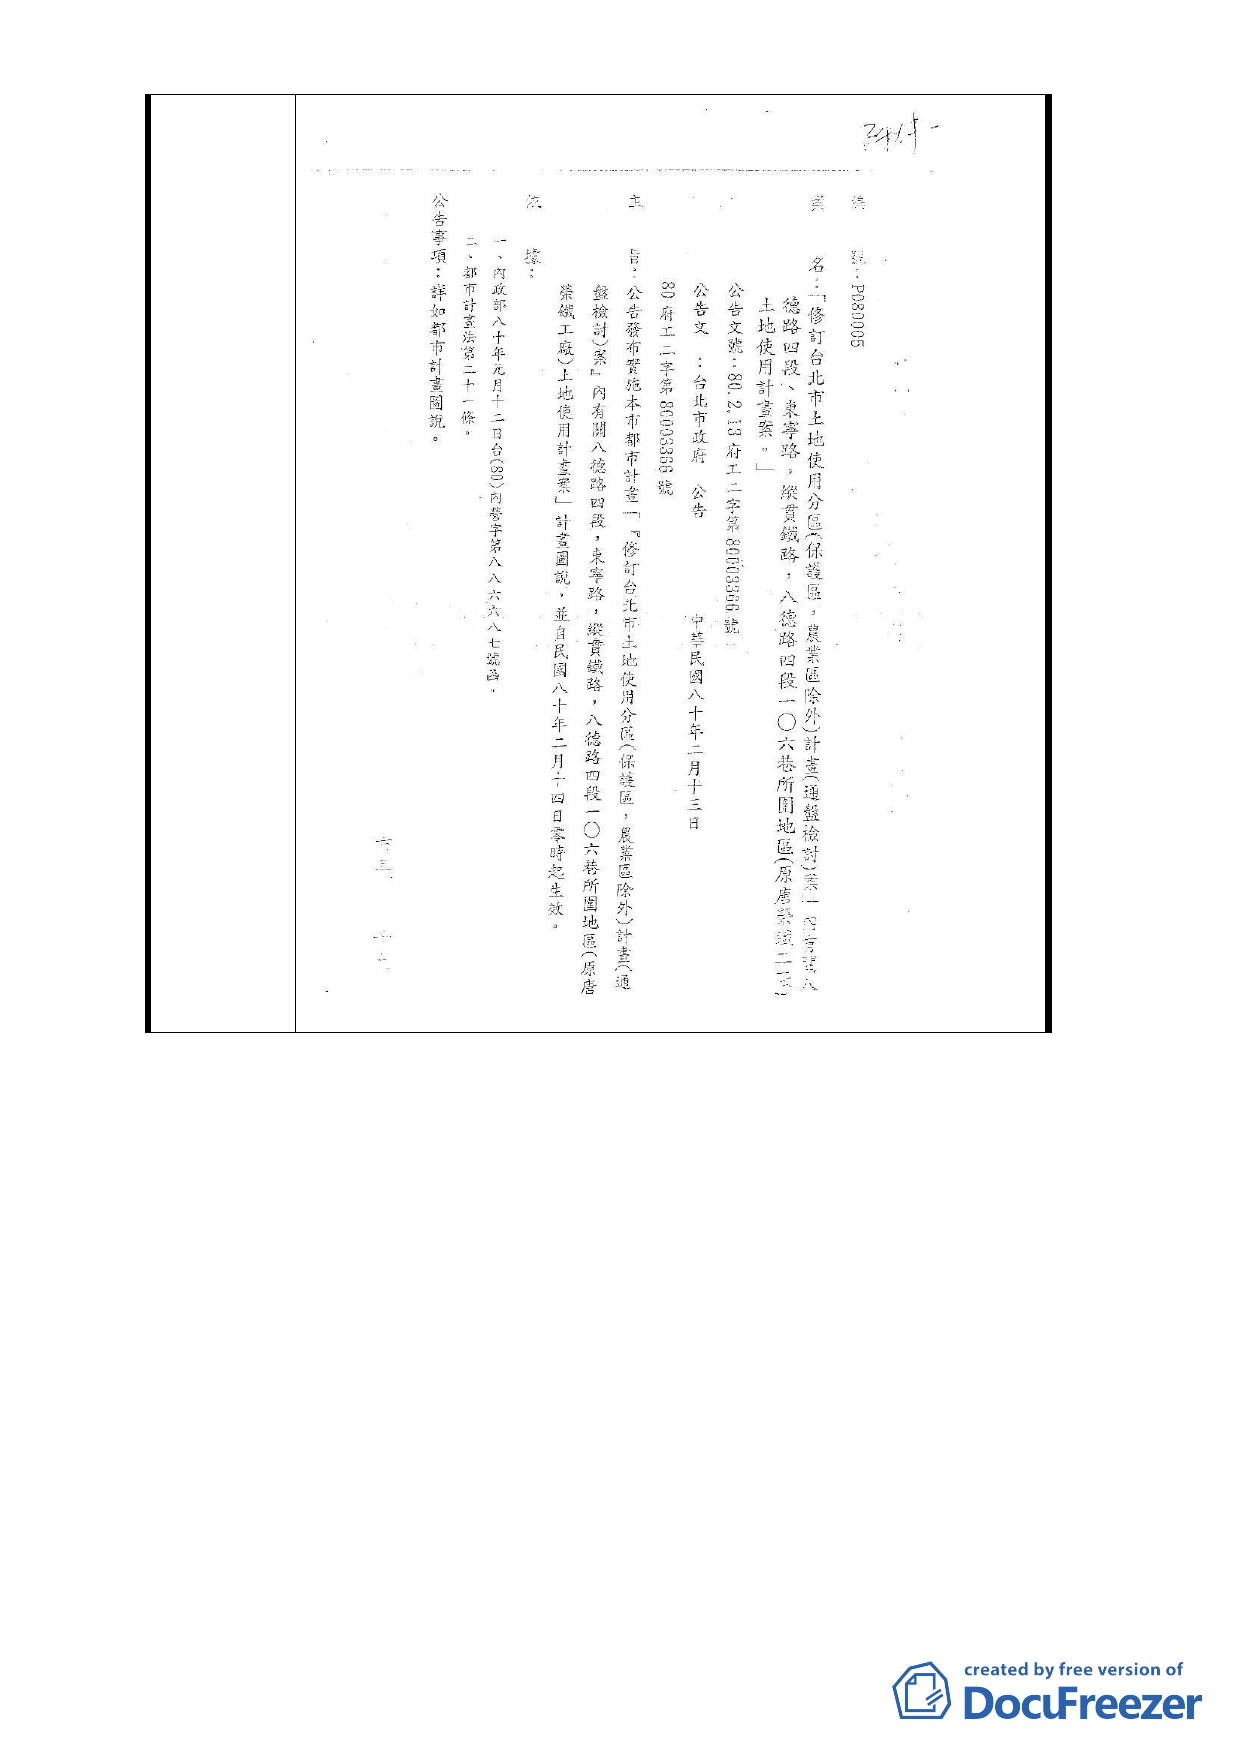 附件一
編　號：P080005
案　名：「修訂台北市土地使用分區(保護區，農業區除外)計畫(通盤檢討)案」內有關八
德路四段、東寧路，縱貫鐵路，八德路四段一○六巷所圍地區(原唐榮鐵工廠)
土地使用計畫案。」
公告文號：80.2.13府工二字第80003366號
公告文　：台北市政府　公告　　　中華民國八十年二月十三日
80府工二字第80003366號
主　旨：公告發布實施本市都市計畫「『修訂台北市土地使用分區(保護區，農業區除外)計畫(通
盤檢討)案』內有關八德路四段，東寧路，縱貫鐵路，八德路四段一○六巷所圍地區(原唐
榮鐵工廠)土地使用計畫案」計畫圖說，並自民國八十年二月十四日零時起生效。
依　據：
一、內政部八十年元月十二日台(80)內營字第八八六六八七號函。
二、都市計畫法第二十一條。
公告事項：詳如都市計畫圖說。
created by free version of
DocuFreezer